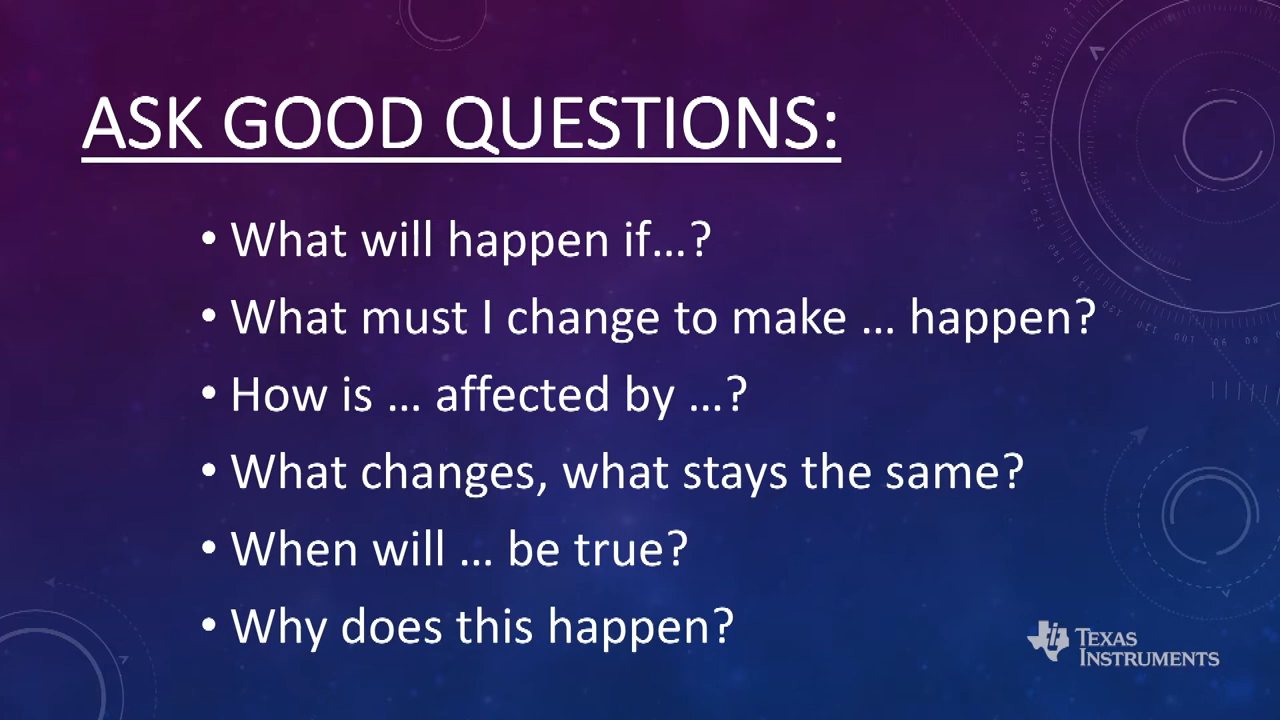 ASK GOOD QUESTIONS:
• What will happen if…?
• What must I change to make … happen?
• How is … affected by …?
• What changes, what stays the same?
• When will … be true?
• Why does this happen?
TEXAS
INSTRUMENTS